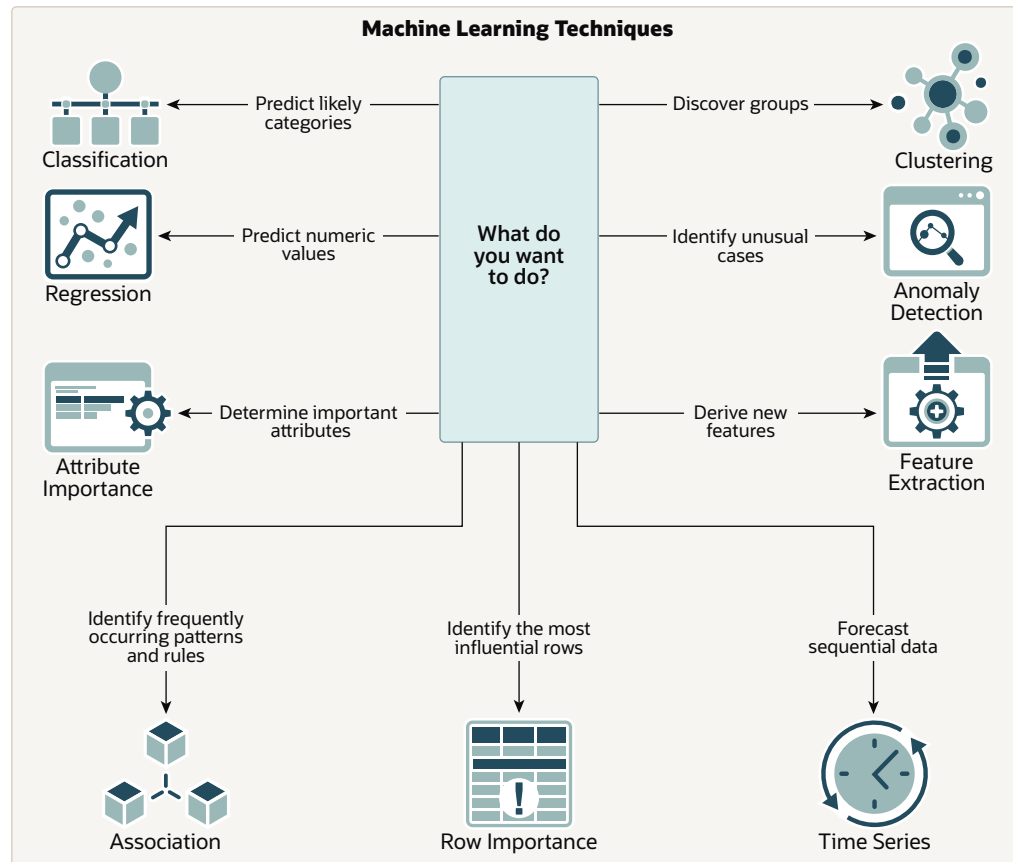 Machine Learning Techniques
Predict likely
categories
Classification
Discover groups
Clustering
What do
you want
to do?
Predict numeric
values
Regression
Identify unusual
cases
Anomaly
Detection
Determine important
attributes
Attribute
Importance
Derive new
features
Feature
Extraction
Identify frequently
occurring patterns
and rules
Association
Identify the most
influential rows
Row Importance
Forecast
sequential data
Time Series